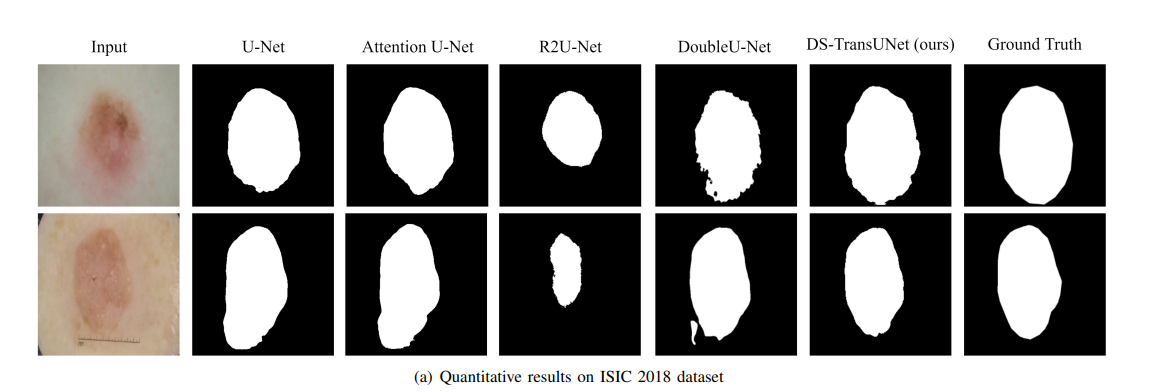 Input U-Net Attention U-Net R2U-Net DoubleU-Net DS-TransUNet (ours) Ground Truth
(a) Quantitative results on ISIC 2018 dataset